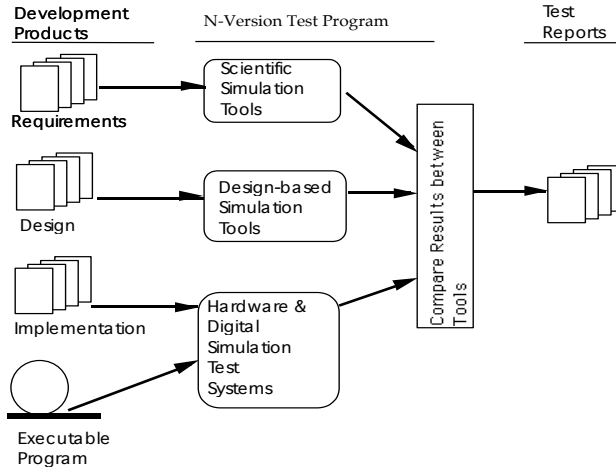 Development
Products
N-Version Test Program
Test
Reports
Requirements
Scientific
Simulation
Tools
Design
Design-based
Simulation
Tools
Implementation
Hardware &
Digital
Simulation
Test
Systems
Executable
Program
Compare Results between
Tools